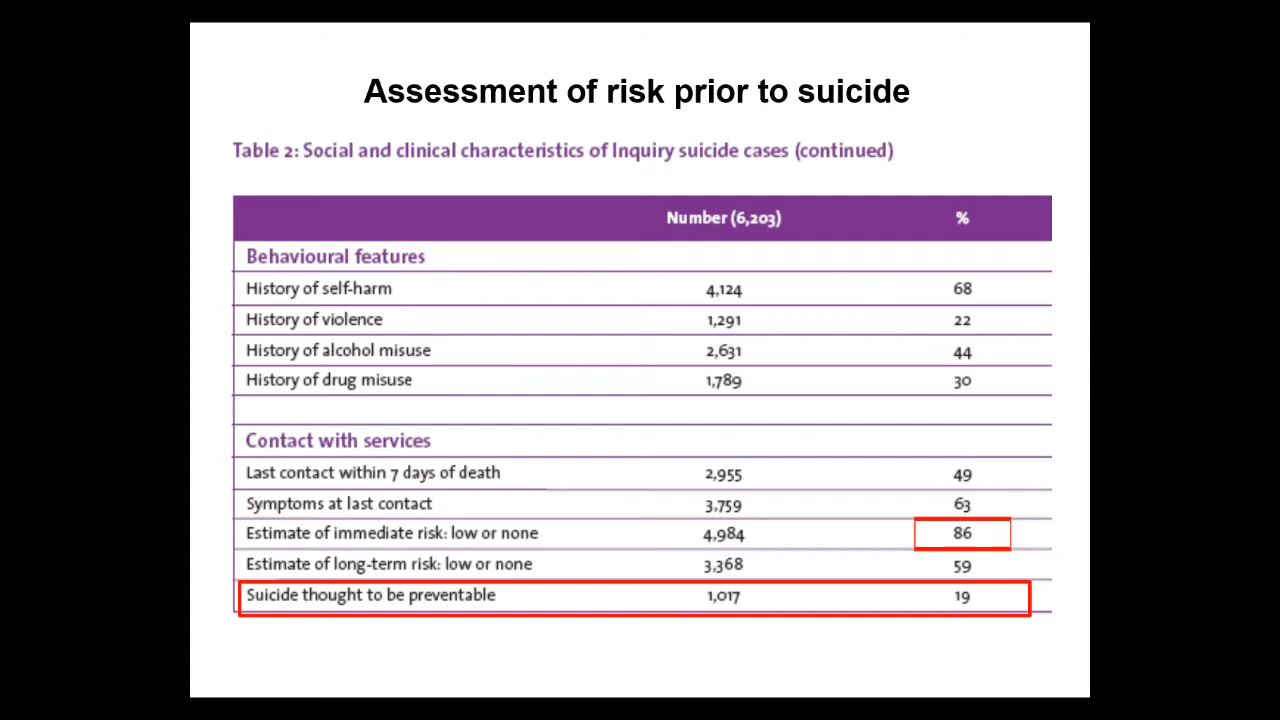 Assessment of risk prior to suicide
Table 2: Social and clinical characteristics of Inquiry suicide cases (continued)
Number (6,203) %
Behavioural features
History of self-harm 4,124 68
History of violence 1,291 22
History of alcohol misuse 2,631 44
History of drug misuse 1,789 30
Contact with services
Last contact within 7 days of death 2,955 49
Symptoms at last contact 3,759 63
Estimate of immediate risk: low or none 4,984 86
Estimate of long-term risk: low or none 3,368 59
Suicide thought to be preventable 1,017 19